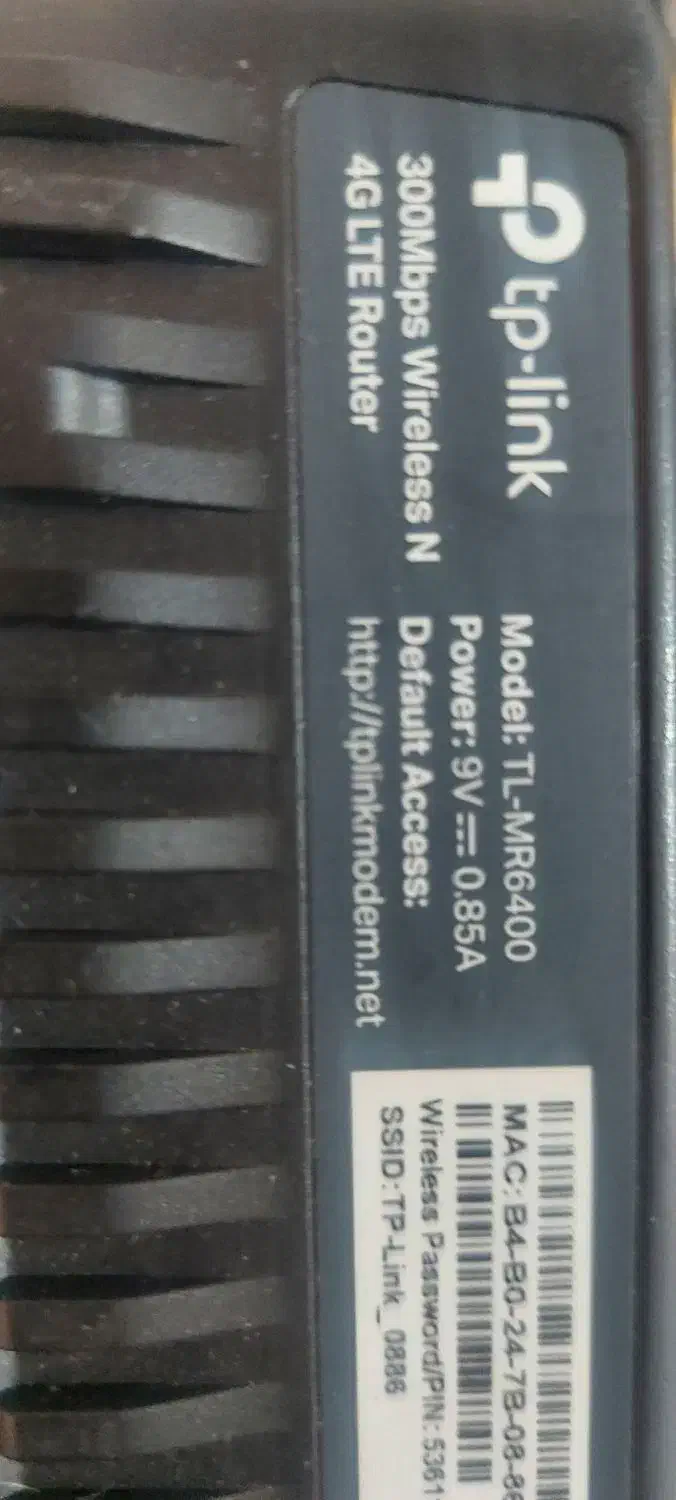 tp-link
300Mbps Wireless N
4G LTE Router
Model: TL-MR6400
Power: 9V⎓0.85A
Default Access:
http://tplinkmodem.net
MAC: B4-B0-24-7B-08-86
Wireless Password/PIN: 5361
SSID: TP-Link_0886